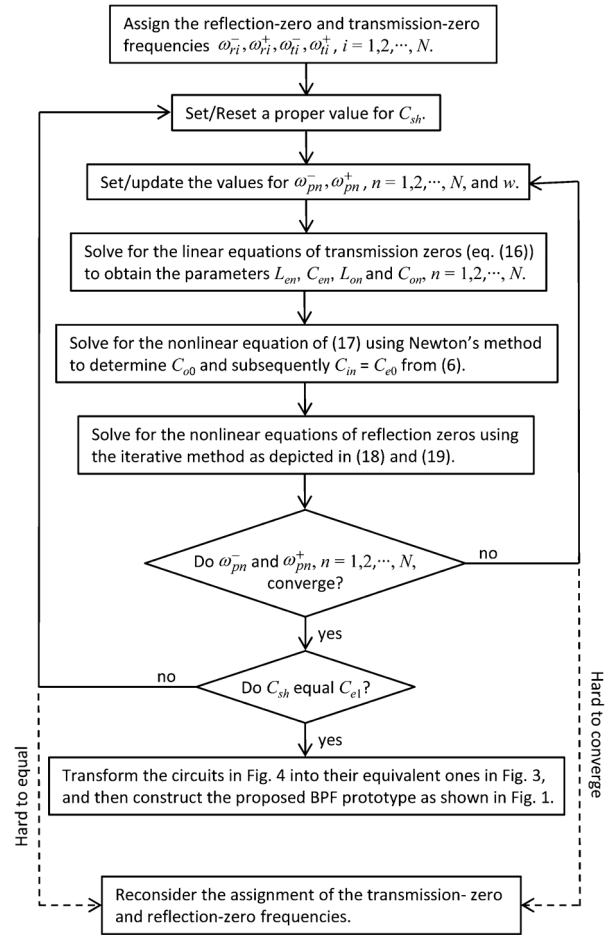 Assign the reflection-zero and transmission-zero
frequencies ω⁻ri, ω⁺ri, ω⁻ti, ω⁺ti, i = 1,2,⋯, N.
Set/Reset a proper value for Csh.
Set/update the values for ω⁻pn, ω⁺pn, n = 1,2,⋯, N, and w.
Solve for the linear equations of transmission zeros (eq. (16))
to obtain the parameters Len, Cen, Lon and Con, n = 1,2,⋯, N.
Solve for the nonlinear equation of (17) using Newton's method
to determine Co0 and subsequently Cin = Ce0 from (6).
Solve for the nonlinear equations of reflection zeros using
the iterative method as depicted in (18) and (19).
Do ω⁻pn and ω⁺pn, n = 1,2,⋯, N,
converge?
no
yes
Do Csh equal Ce1?
no
yes
Transform the circuits in Fig. 4 into their equivalent ones in Fig. 3,
and then construct the proposed BPF prototype as shown in Fig. 1.
Hard to equal
Hard to converge
Reconsider the assignment of the transmission- zero
and reflection-zero frequencies.